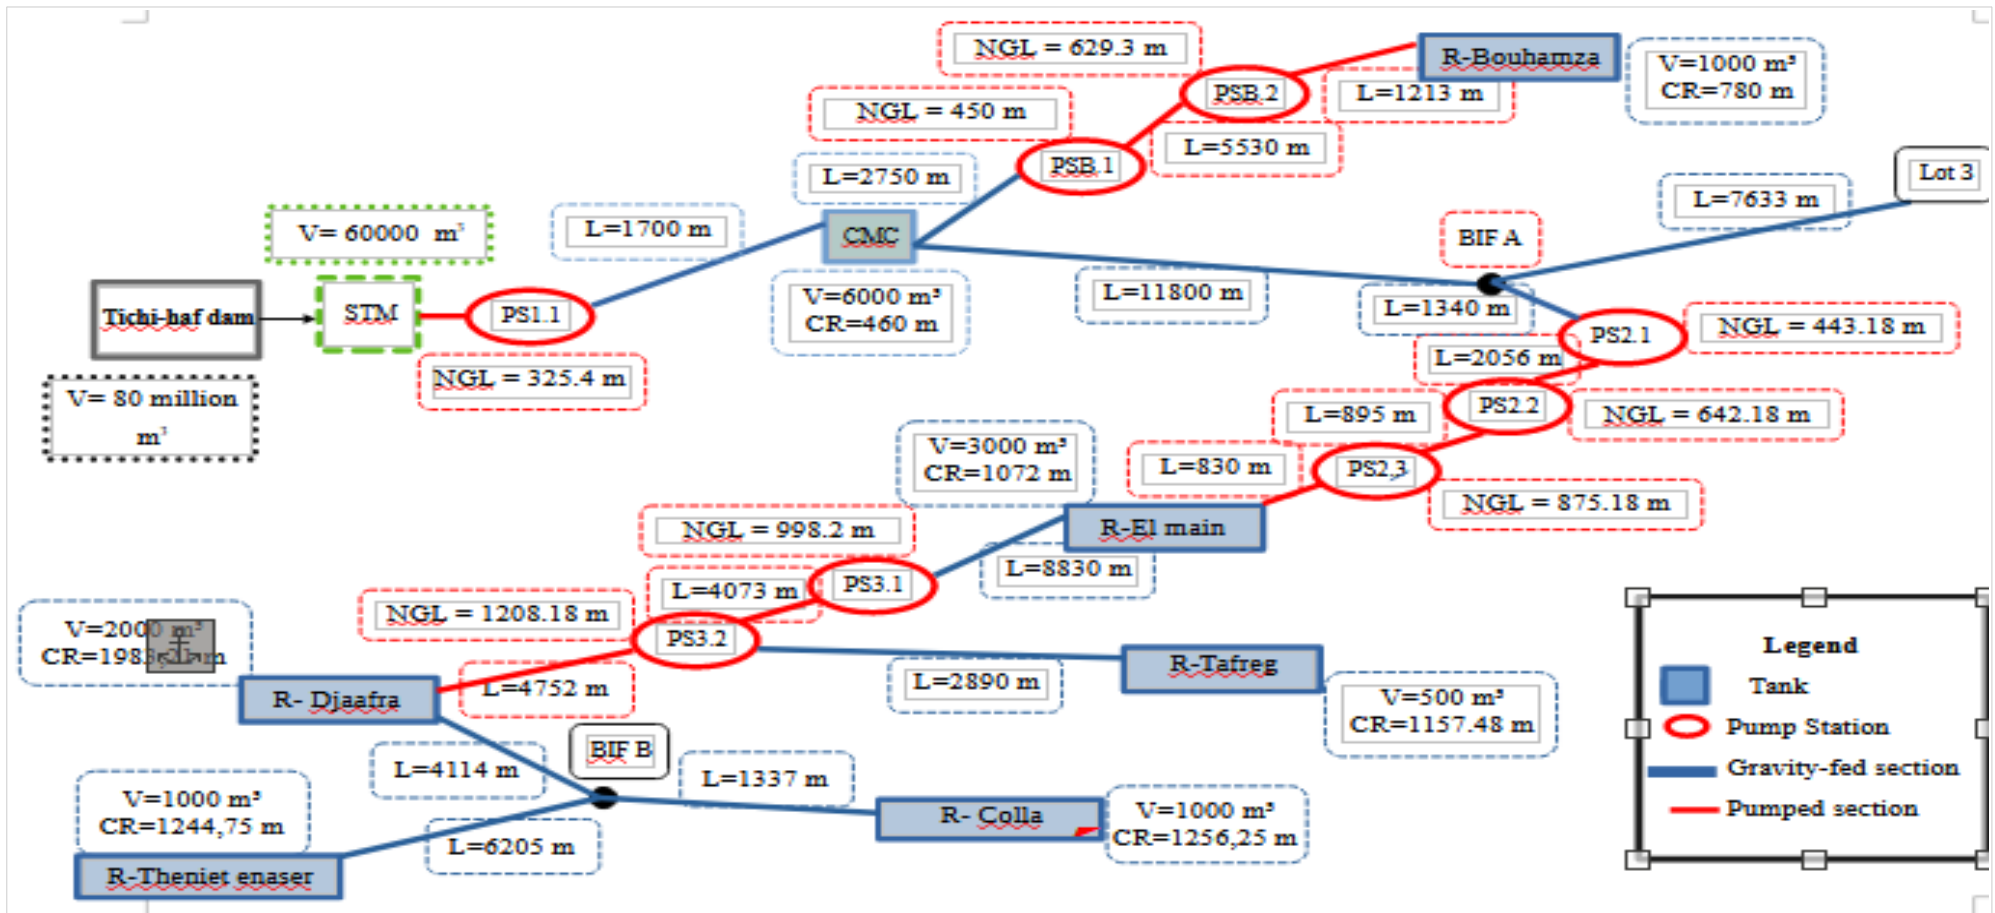 NGL = 629.3 m
R-Bouhamza
V=1000 m³
CR=780 m
PSB.2
L=1213 m
NGL = 450 m
L=5530 m
PSB.1
L=2750 m
Lot 3
L=7633 m
V= 60000 m³
L=1700 m
CMC
BIF A
V=6000 m³
CR=460 m
L=11800 m
L=1340 m
Tichi-haf dam
STM
PS1.1
PS2.1
NGL = 443.18 m
NGL = 325.4 m
L=2056 m
V= 80 million
m³
PS2.2
NGL = 642.18 m
L=895 m
V=3000 m³
CR=1072 m
L=830 m
PS2.3
NGL = 875.18 m
NGL = 998.2 m
R-El main
L=8830 m
PS3.1
L=4073 m
NGL = 1208.18 m
PS3.2
V=2000 m³
R- Djaafra
L=4752 m
L=2890 m
R-Tafreg
V=500 m³
CR=1157.48 m
Legend
Tank
Pump Station
Gravity-fed section
Pumped section
BIF B
L=4114 m
L=1337 m
V=1000 m³
CR=1244,75 m
L=6205 m
R- Colla
V=1000 m³
CR=1256,25 m
R-Theniet enaser